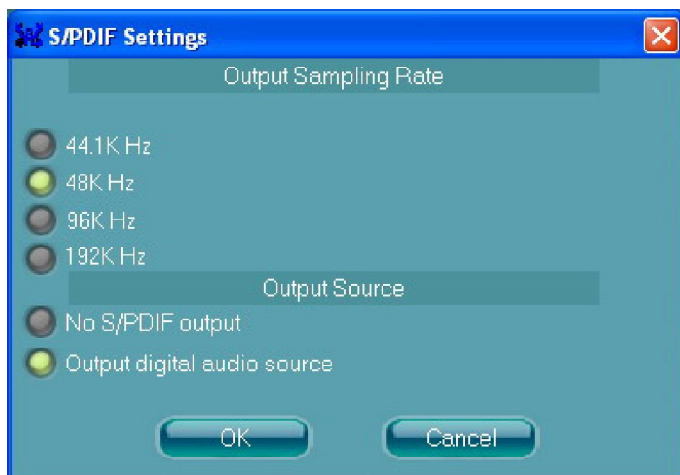 S/PDIF Settings
Output Sampling Rate
44.1K Hz
48K Hz
96K Hz
192K Hz
Output Source
No S/PDIF output
Output digital audio source
OK
Cancel